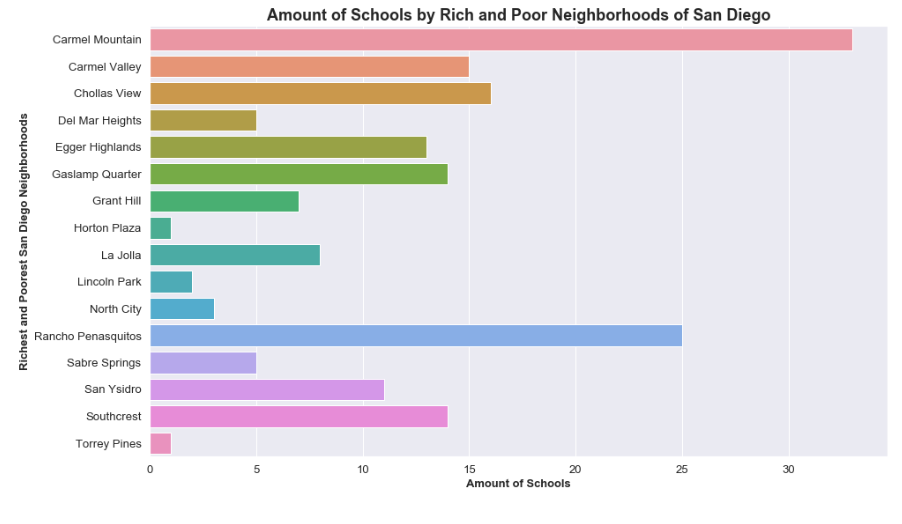 Amount of Schools by Rich and Poor Neighborhoods of San Diego
Richest and Poorest San Diego Neighborhoods
Carmel Mountain
Carmel Valley
Chollas View
Del Mar Heights
Egger Highlands
Gaslamp Quarter
Grant Hill
Horton Plaza
La Jolla
Lincoln Park
North City
Rancho Penasquitos
Sabre Springs
San Ysidro
Southcrest
Torrey Pines
0 5 10 15 20 25 30
Amount of Schools